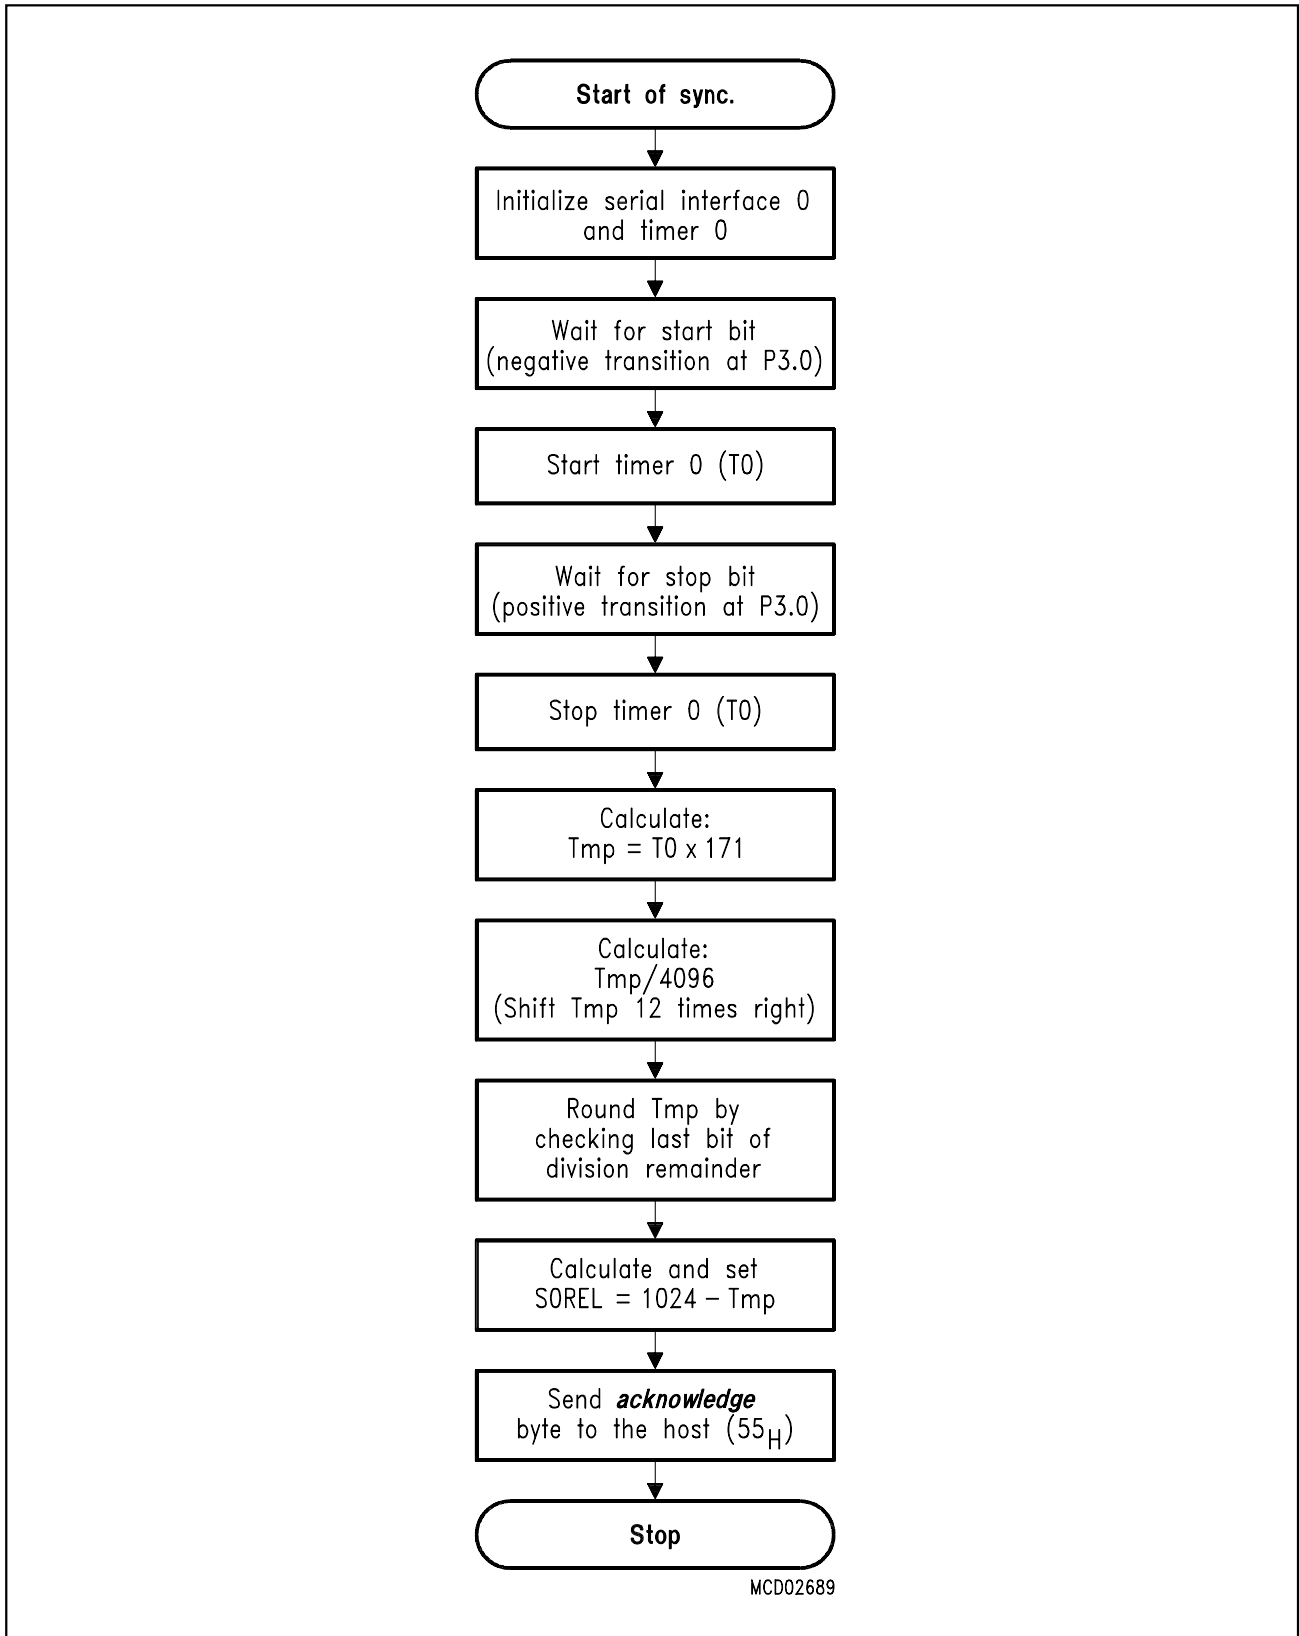 Start of sync.
Initialize serial interface 0
and timer 0
Wait for start bit
(negative transition at P3.0)
Start timer 0 (T0)
Wait for stop bit
(positive transition at P3.0)
Stop timer 0 (T0)
Calculate:
Tmp = T0 x 171
Calculate:
Tmp/4096
(Shift Tmp 12 times right)
Round Tmp by
checking last bit of
division remainder
Calculate and set
S0REL = 1024 – Tmp
Send acknowledge
byte to the host (55H)
Stop
MCD02689